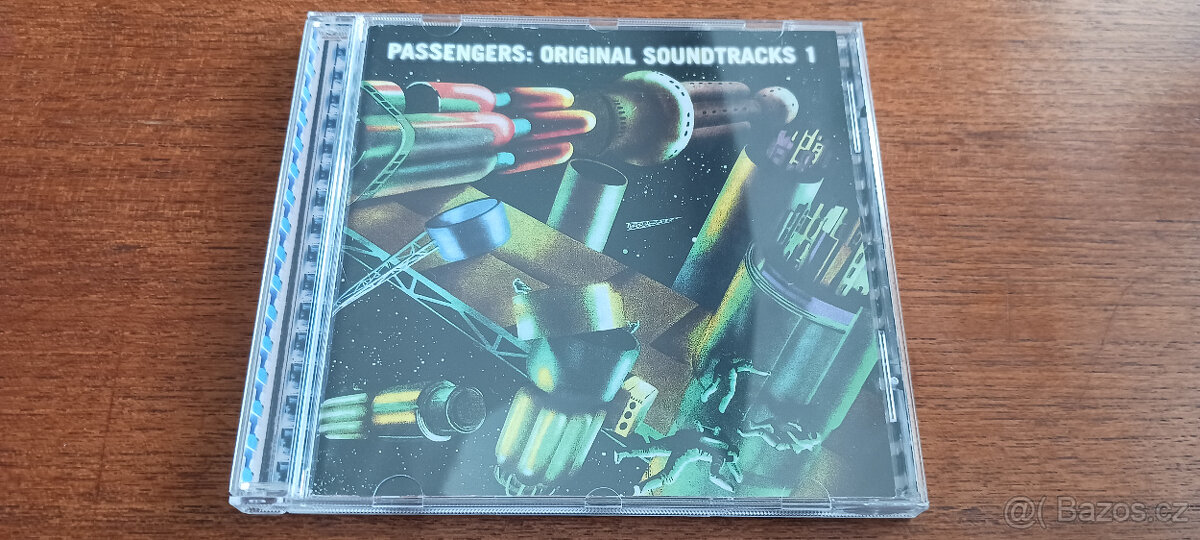 PASSENGERS: ORIGINAL SOUNDTRACKS 1
@( Bazos.cz